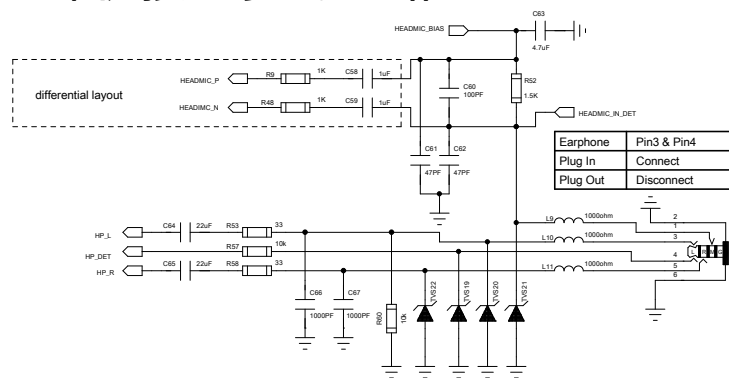 C63
HEADMIC_BIAS
4.7uF
HEADMIC_P
R9
1K
C58
1uF
C60
100PF
R52
1.5K
differential layout
HEADIMC_N
R48
1K
C59
1uF
HEADMIC_IN_DET
C61
47PF
C62
47PF
Earphone Pin3 & Pin4
Plug In Connect
Plug Out Disconnect
HP_L
C64
22uF
R53
33
L9
1000ohm
2
1
HP_DET
R57
10k
L10
1000ohm
3
L R M G
4
HP_R
C65
22uF
R58
33
L11
1000ohm
5
6
C66
1000PF
C67
1000PF
R60
10k
TVS22
TVS19
TVS20
TVS21